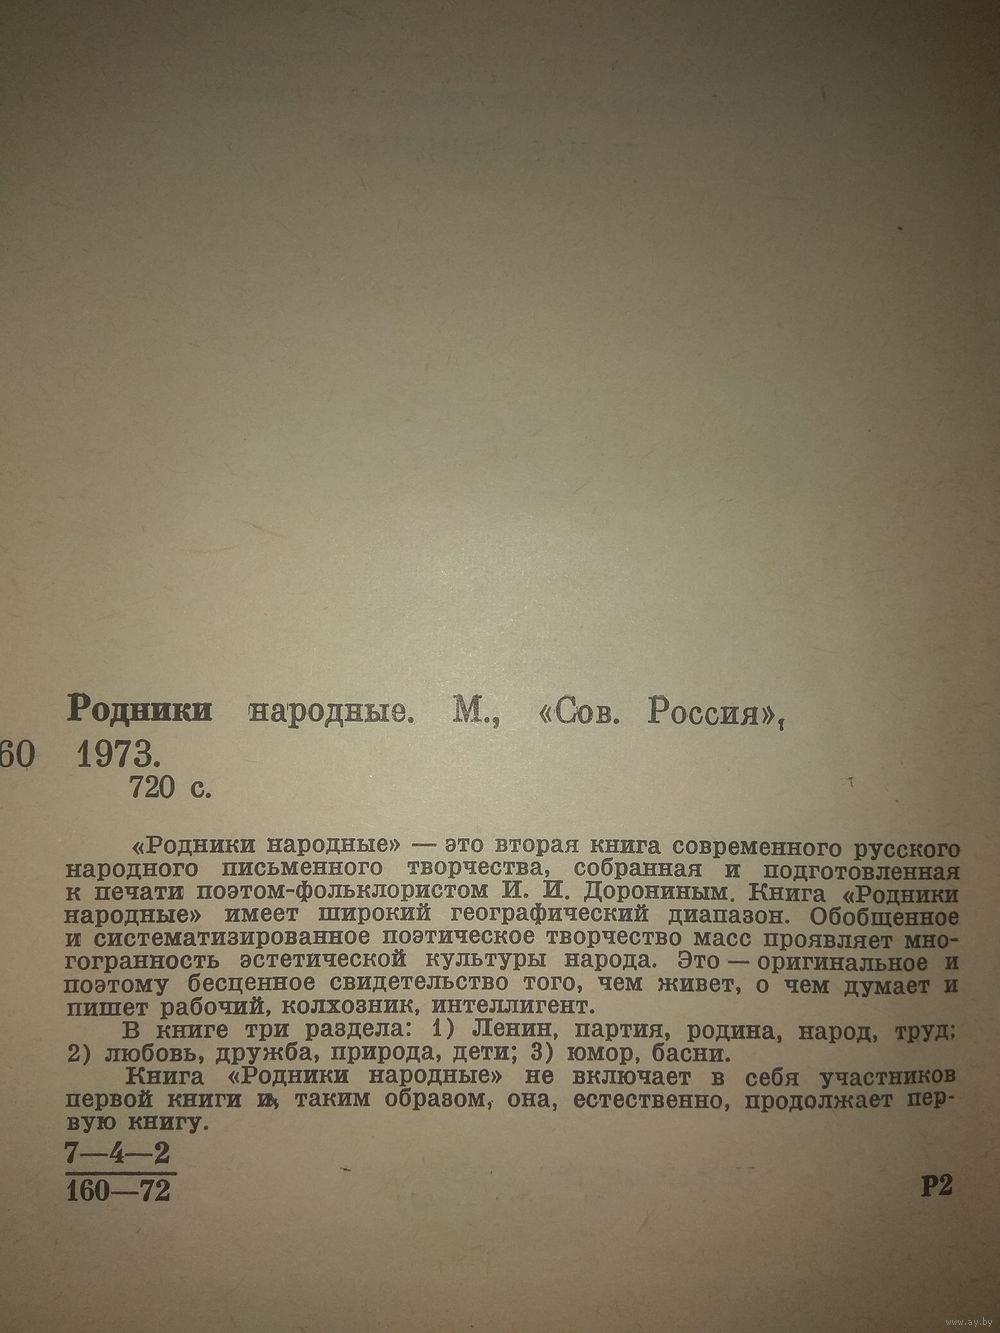 Родники народные. М., «Сов. Россия»,
60 1973.
720 с.
«Родники народные» — это вторая книга современного русского
народного письменного творчества, собранная и подготовленная
к печати поэтом-фольклористом И. И. Дорониным. Книга «Родники
народные» имеет широкий географический диапазон. Обобщенное
и систематизированное поэтическое творчество масс проявляет мно-
гогранность эстетической культуры народа. Это — оригинальное и
поэтому бесценное свидетельство того, чем живет, о чем думает и
пишет рабочий, колхозник, интеллигент.
В книге три раздела: 1) Ленин, партия, родина, народ, труд;
2) любовь, дружба, природа, дети; 3) юмор, басни.
Книга «Родники народные» не включает в себя участников
первой книги и, таким образом, она, естественно, продолжает пер-
вую книгу.
7—4—2
160—72
Р2
www.ay.by